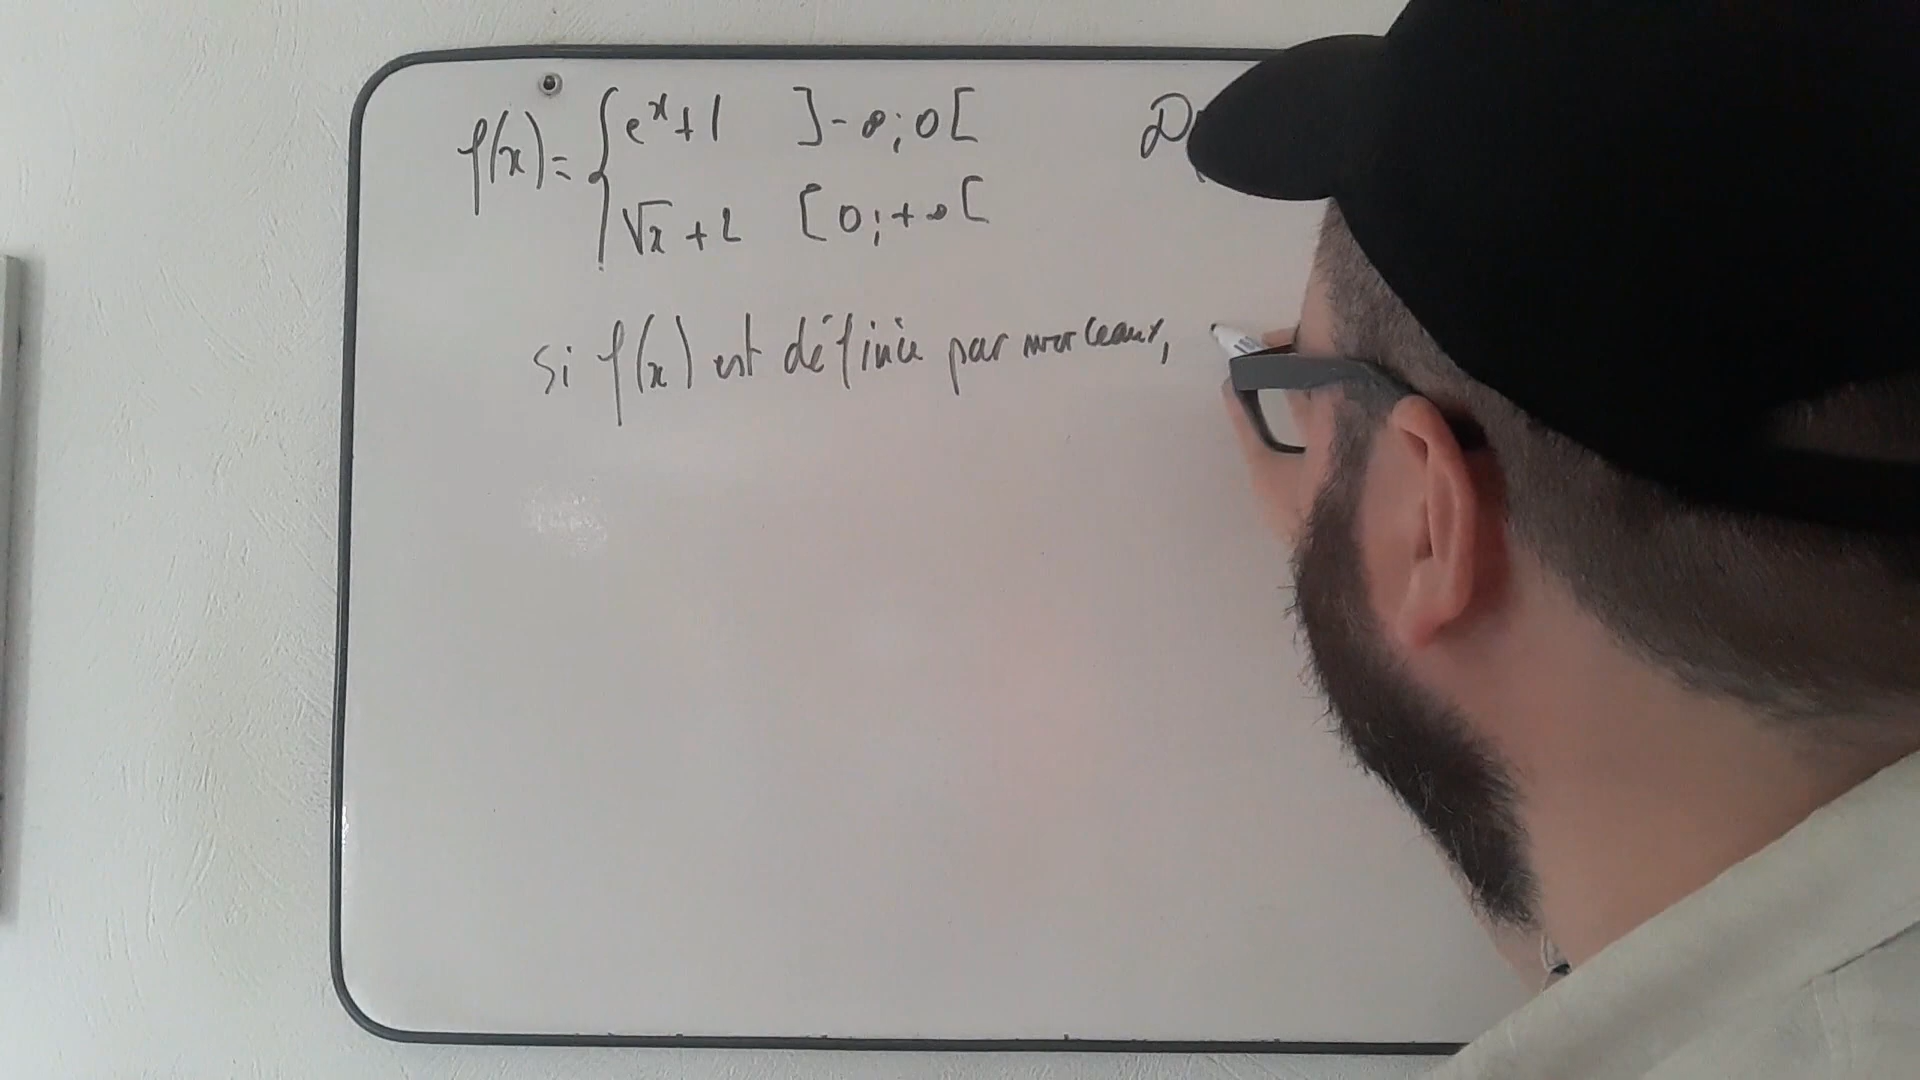 f(x) = { e^x + 1 ]-∞; 0[
√x + 2 [0; +∞[
D
si f(x) est définie par morceaux,